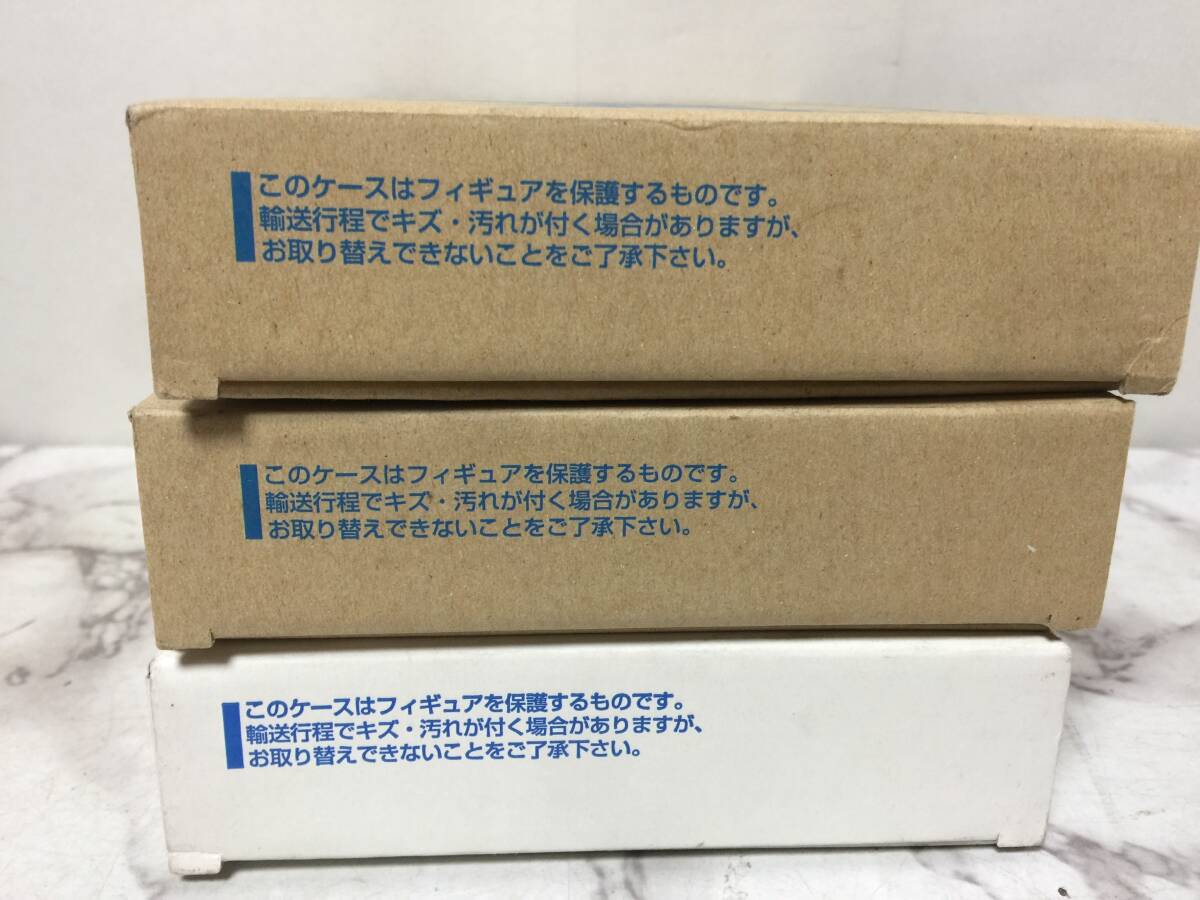 このケースはフィギュアを保護するものです。
輸送行程でキズ・汚れが付く場合がありますが、
お取り替えできないことをご了承下さい。
このケースはフィギュアを保護するものです。
輸送行程でキズ・汚れが付く場合がありますが、
お取り替えできないことをご了承下さい。
このケースはフィギュアを保護するものです。
輸送行程でキズ・汚れが付く場合がありますが、
お取り替えできないことをご了承下さい。